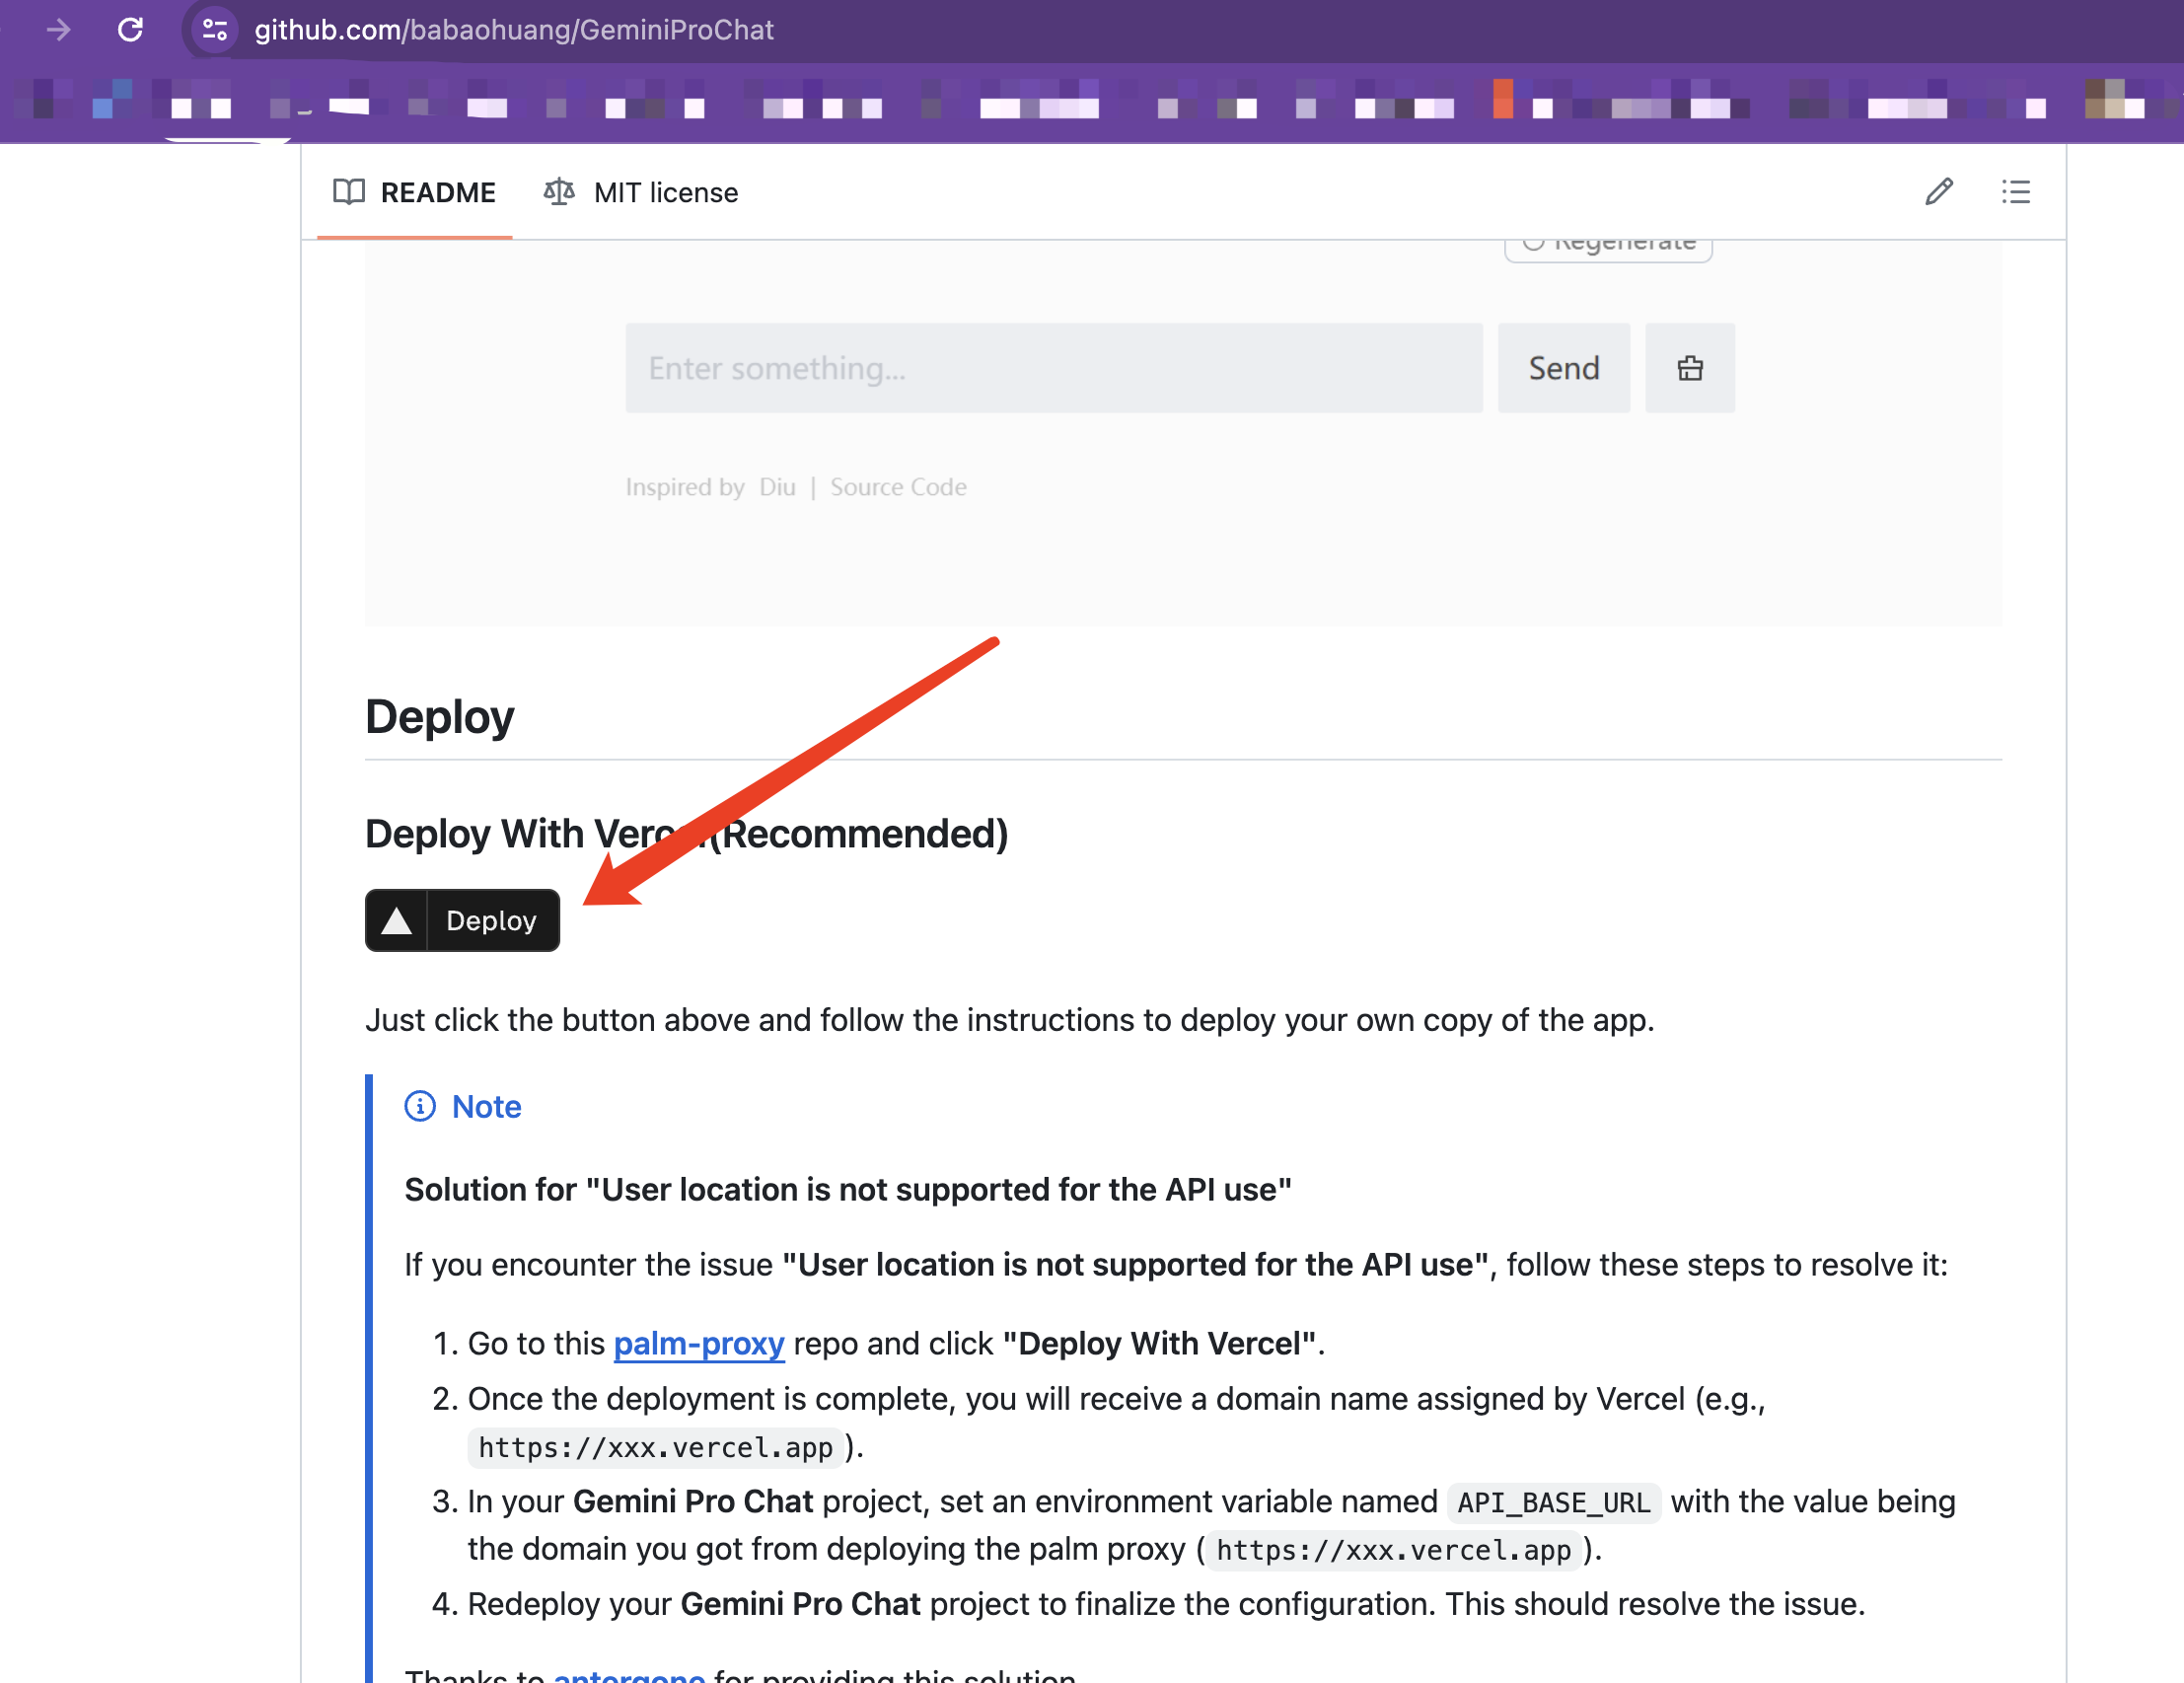 github.com/babaohuang/GeminiProChat
README
MIT license
Regenerate
Enter something...
Send
Inspired by Diu | Source Code
Deploy
Deploy With Vercel(Recommended)
Deploy
Just click the button above and follow the instructions to deploy your own copy of the app.
Note
Solution for "User location is not supported for the API use"
If you encounter the issue "User location is not supported for the API use", follow these steps to resolve it:
1. Go to this palm-proxy repo and click "Deploy With Vercel".
2. Once the deployment is complete, you will receive a domain name assigned by Vercel (e.g.,
https://xxx.vercel.app).
3. In your Gemini Pro Chat project, set an environment variable named API_BASE_URL with the value being
the domain you got from deploying the palm proxy (https://xxx.vercel.app).
4. Redeploy your Gemini Pro Chat project to finalize the configuration. This should resolve the issue.
Thanks to antergone for providing this solution